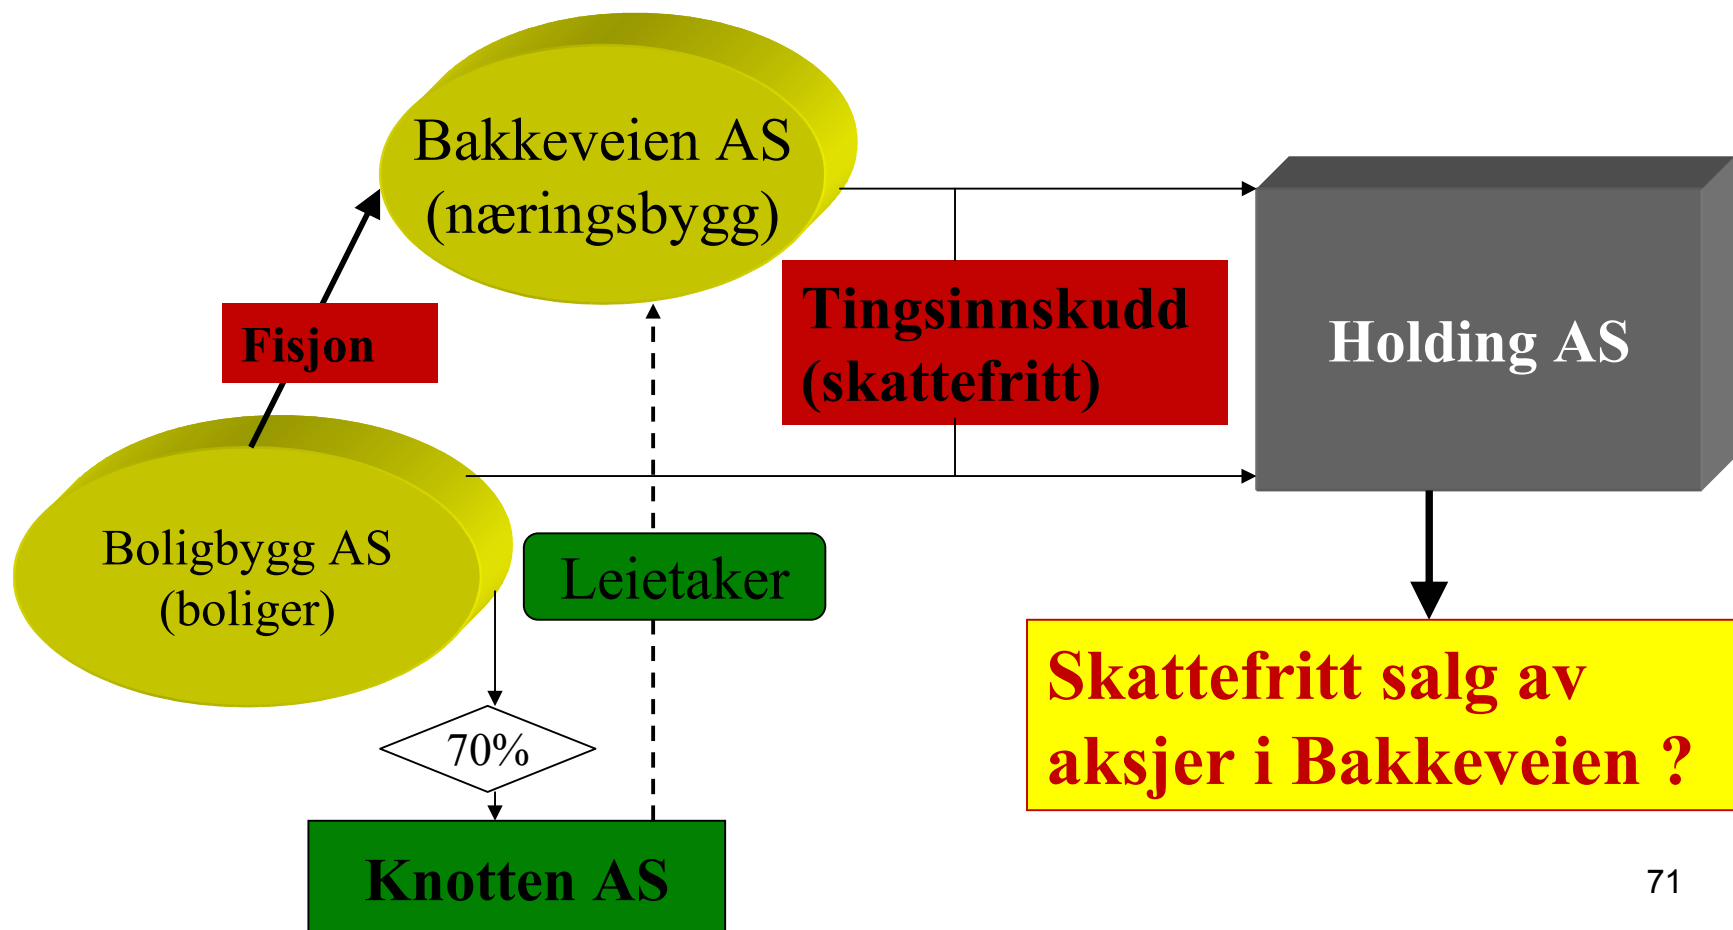 Bakkeveien AS
(næringsbygg)
Fisjon
Tingsinnskudd
(skattefritt)
Holding AS
Boligbygg AS
(boliger)
Leietaker
70%
Skattefritt salg av
aksjer i Bakkeveien ?
Knotten AS
71